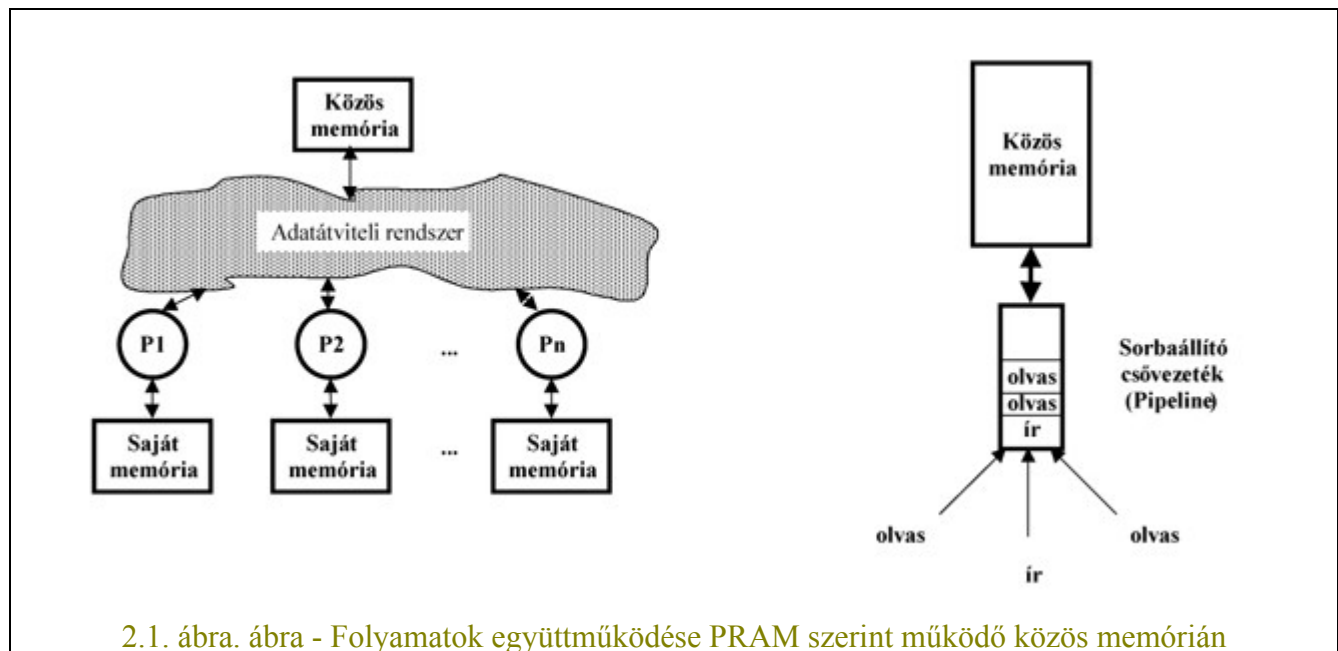 Közös
memória
Adatátviteli rendszer
P1
P2
...
Pn
Saját
memória
Saját
memória
...
Saját
memória
Közös
memória
olvas
olvas
ír
Sorbaállító
csővezeték
(Pipeline)
olvas
olvas
ír
2.1. ábra. ábra - Folyamatok együttműködése PRAM szerint működő közös memórián